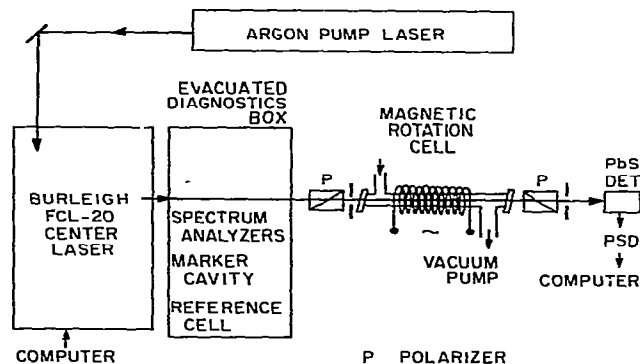 ARGON PUMP LASER
EVACUATED
DIAGNOSTICS
BOX
MAGNETIC
ROTATION
CELL
P
P
PbS
DET
BURLEIGH
FCL-20
CENTER
LASER
SPECTRUM
ANALYZERS
MARKER
CAVITY
REFERENCE
CELL
~
VACUUM
PUMP
PSD
COMPUTER
COMPUTER
P POLARIZER